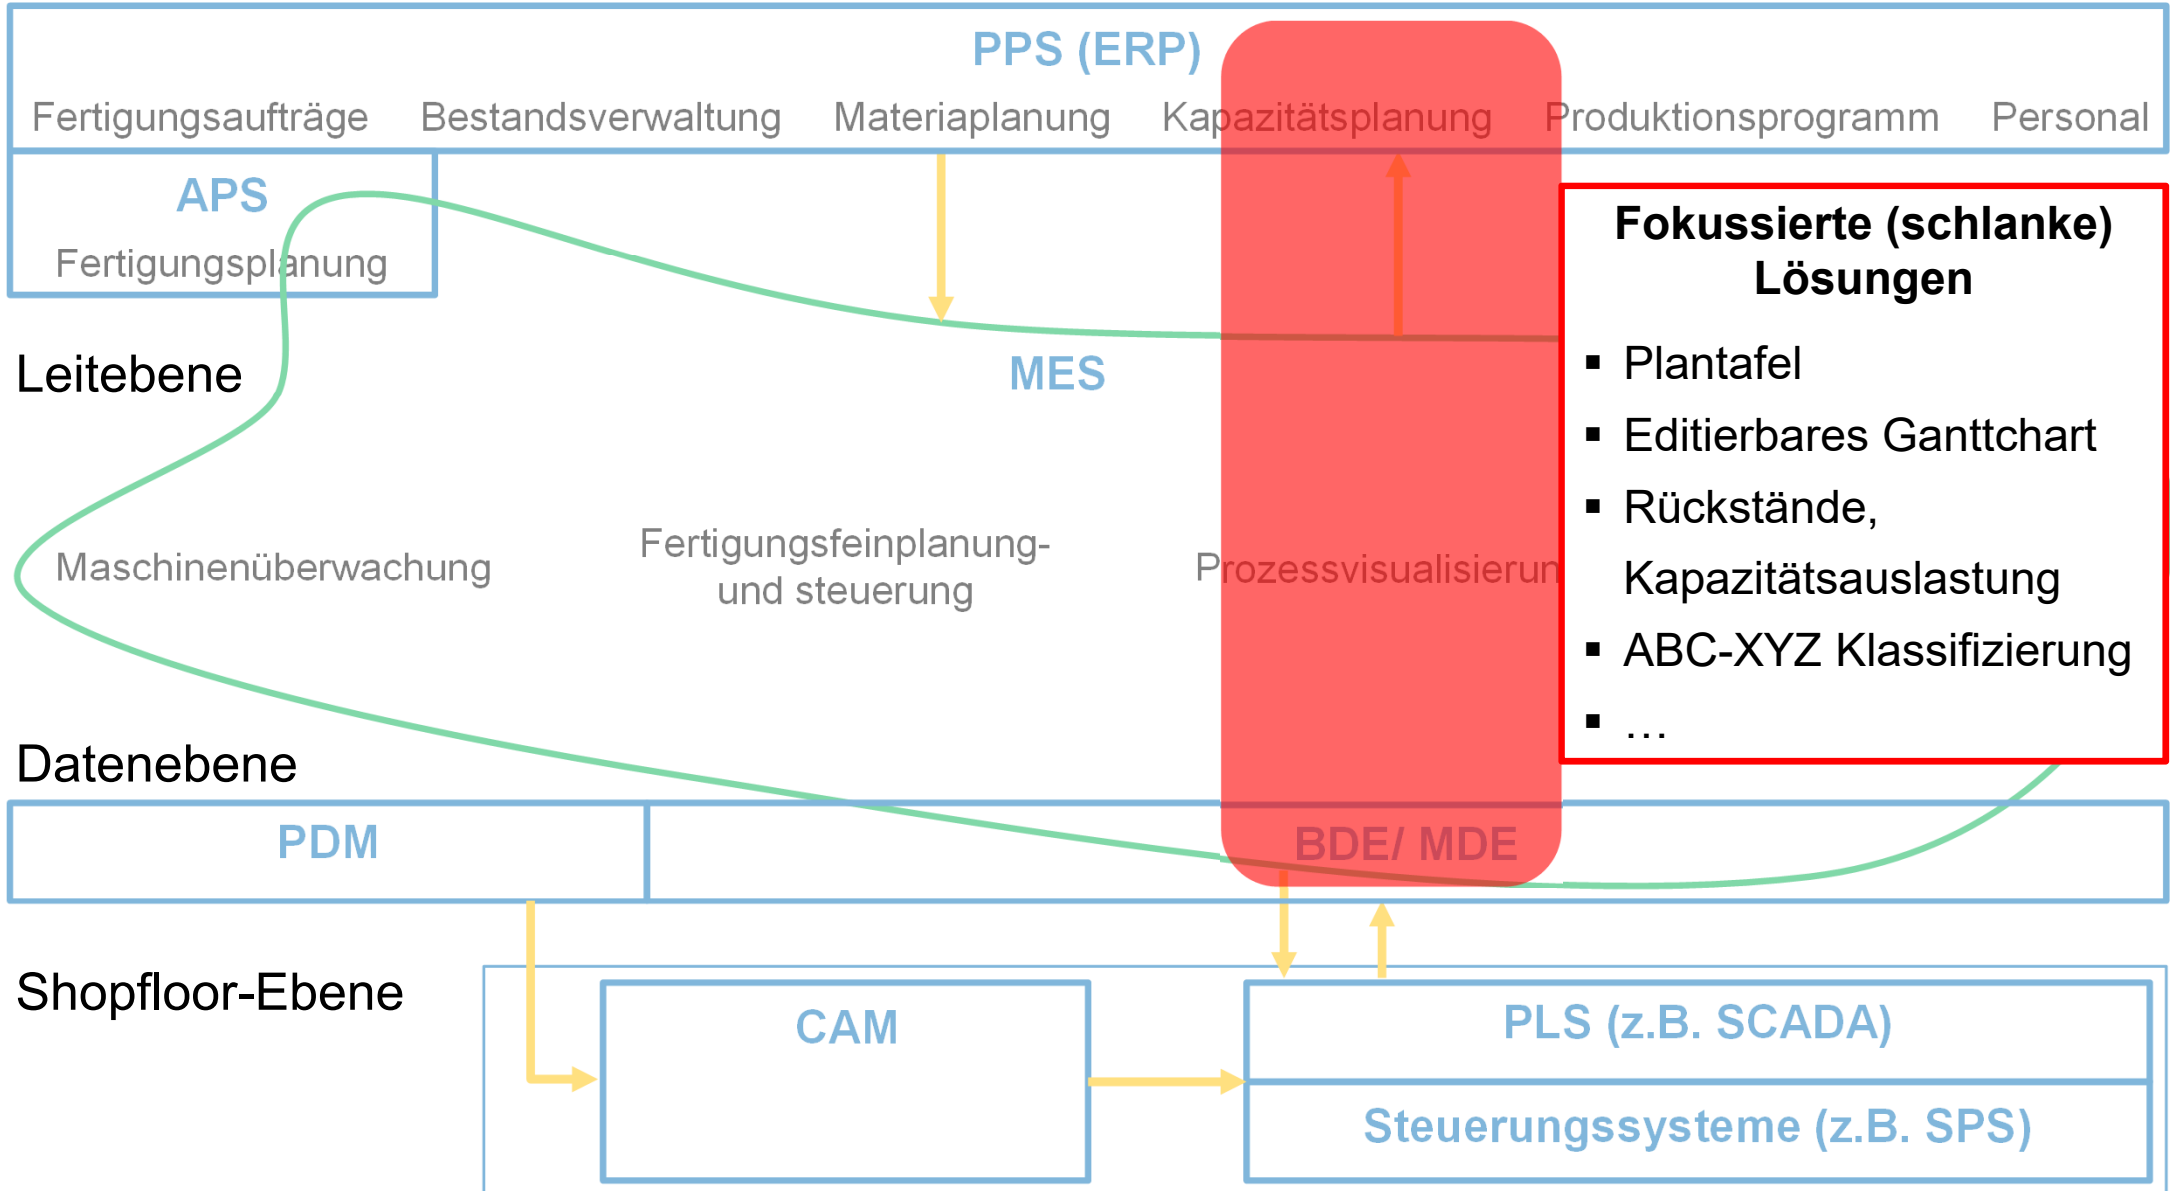 PPS (ERP)
Fertigungsaufträge Bestandsverwaltung Materiaplanung Kapazitätsplanung Produktionsprogramm Personal
APS
Fertigungsplanung
Fokussierte (schlanke)
Lösungen
▪ Plantafel
▪ Editierbares Ganttchart
▪ Rückstände,
Kapazitätsauslastung
▪ ABC-XYZ Klassifizierung
▪ …
Leitebene
MES
Maschinenüberwachung
Fertigungsfeinplanung-
und steuerung
Prozessvisualisierun
Datenebene
PDM
BDE/ MDE
Shopfloor-Ebene
CAM
PLS (z.B. SCADA)
Steuerungssysteme (z.B. SPS)